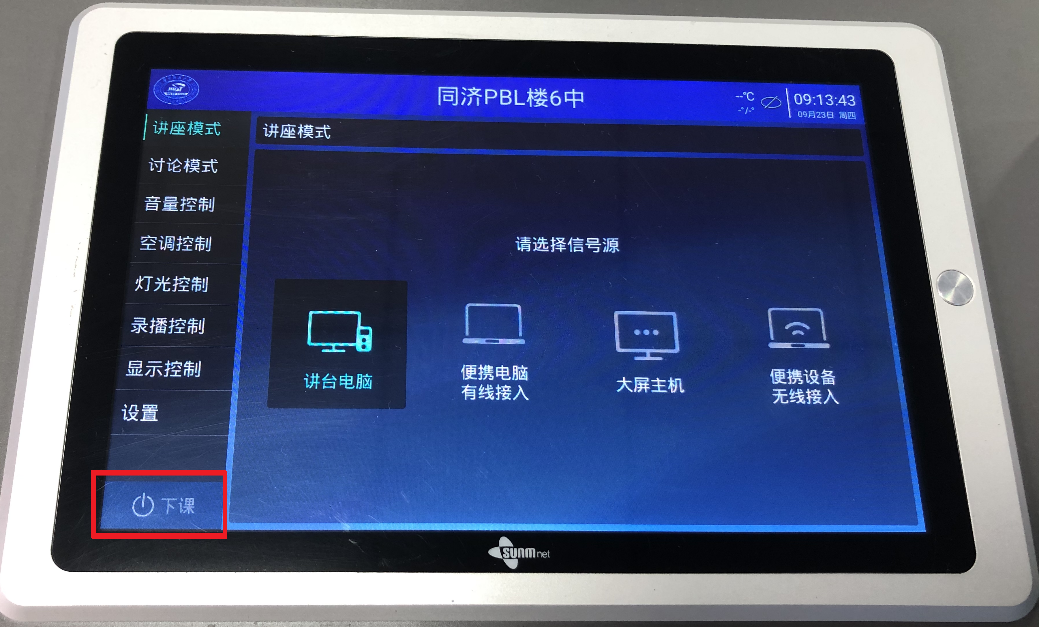 同济PBL楼6中
--℃
-°/-°
09:13:43
09月23日 周四
讲座模式
讨论模式
音量控制
空调控制
灯光控制
录播控制
显示控制
设置
下课
讲座模式
请选择信号源
讲台电脑
便携电脑
有线接入
大屏主机
便携设备
无线接入
sunmnet